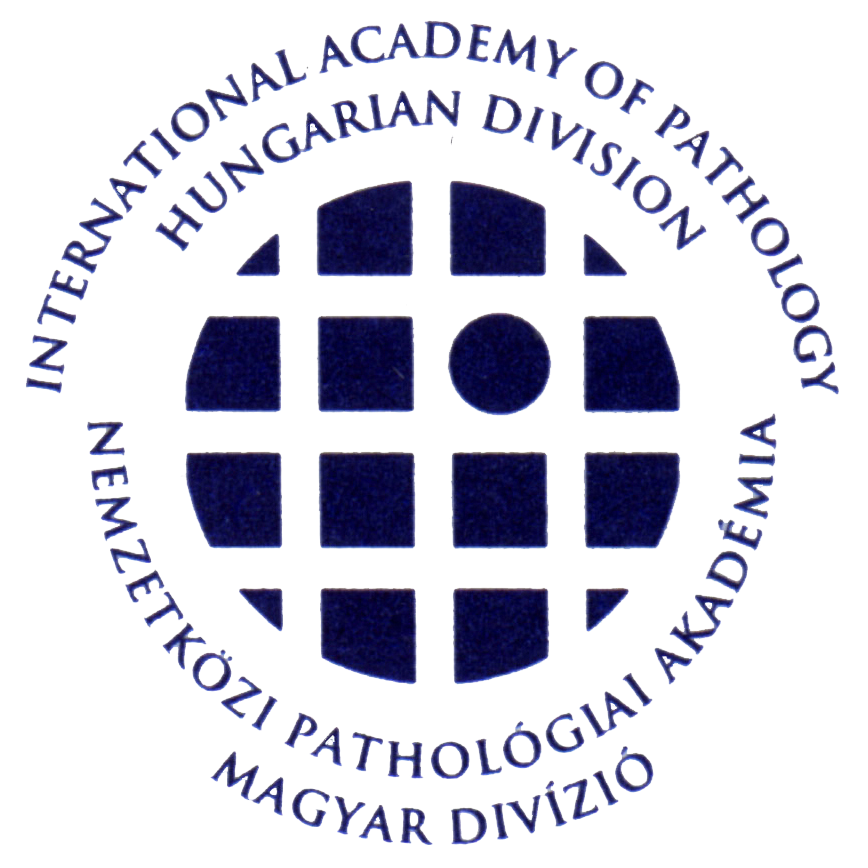 INTERNATIONAL ACADEMY OF PATHOLOGY
HUNGARIAN DIVISION
NEMZETKÖZI PATHOLÓGIAI AKADÉMIA
MAGYAR DIVÍZIÓ